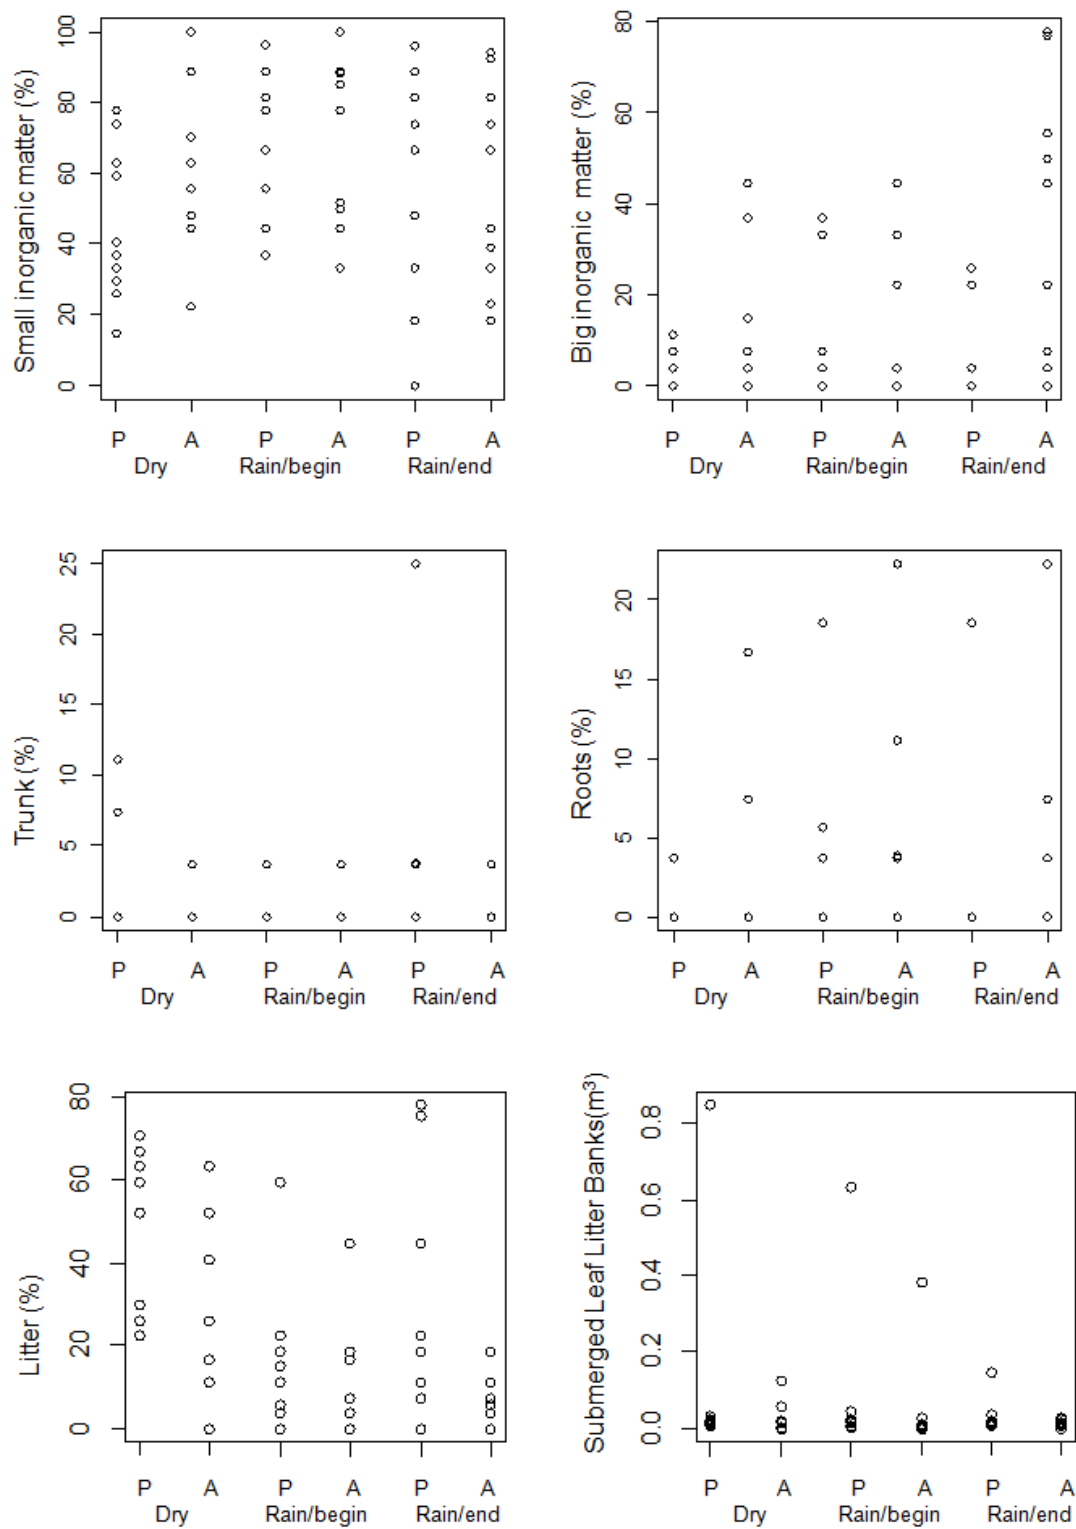 Small inorganic matter (%)
100
80
60
40
20
0
P A P A P A
Dry Rain/begin Rain/end
Big inorganic matter (%)
80
60
40
20
0
P A P A P A
Dry Rain/begin Rain/end
Trunk (%)
25
20
15
10
5
0
P A P A P A
Dry Rain/begin Rain/end
Roots (%)
20
15
10
5
0
P A P A P A
Dry Rain/begin Rain/end
Litter (%)
80
60
40
20
0
P A P A P A
Dry Rain/begin Rain/end
Submerged Leaf Litter Banks(m³)
0.8
0.6
0.4
0.2
0.0
P A P A P A
Dry Rain/begin Rain/end